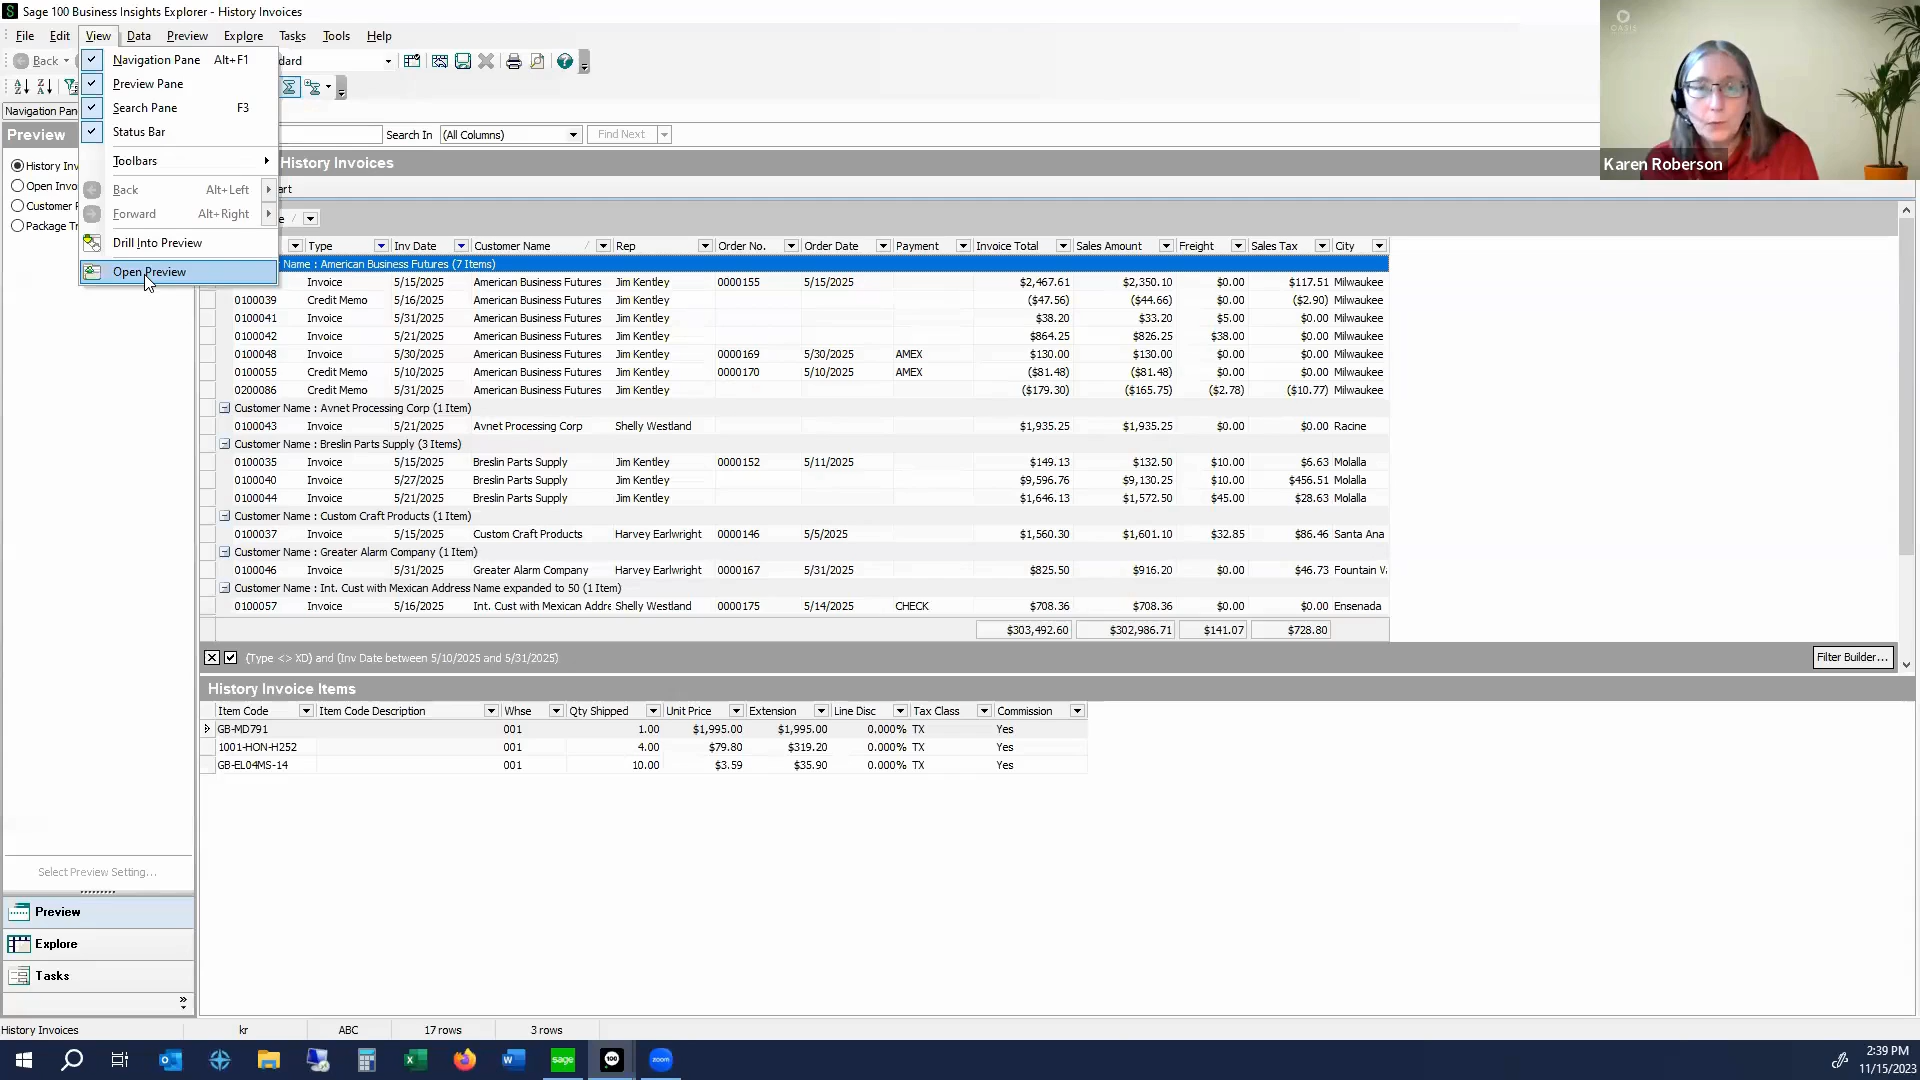 Sage 100 Business Insights Explorer - History Invoices
File Edit View Data Preview Explore Tasks Tools Help
Back
dard
Navigation Pane Alt+F1
Preview Pane
Search Pane F3
Status Bar
Toolbars
Back Alt+Left
Forward Alt+Right
Drill Into Preview
Open Preview
Navigation Pan
Preview
History Inv
Open Invo
Customer F
Package Tr
Search In (All Columns) Find Next
History Invoices
art
e /
Type Inv Date Customer Name / Rep Order No. Order Date Payment Invoice Total Sales Amount Freight Sales Tax City
Name : American Business Futures (7 Items)
Invoice 5/15/2025 American Business Futures Jim Kentley 0000155 5/15/2025 $2,467.61 $2,350.10 $0.00 $117.51 Milwaukee
0100039 Credit Memo 5/16/2025 American Business Futures Jim Kentley ($47.56) ($44.66) $0.00 ($2.90) Milwaukee
0100041 Invoice 5/31/2025 American Business Futures Jim Kentley $38.20 $33.20 $5.00 $0.00 Milwaukee
0100042 Invoice 5/21/2025 American Business Futures Jim Kentley $864.25 $826.25 $38.00 $0.00 Milwaukee
0100048 Invoice 5/30/2025 American Business Futures Jim Kentley 0000169 5/30/2025 AMEX $130.00 $130.00 $0.00 $0.00 Milwaukee
0100055 Credit Memo 5/10/2025 American Business Futures Jim Kentley 0000170 5/10/2025 AMEX ($81.48) ($81.48) $0.00 $0.00 Milwaukee
0200086 Credit Memo 5/31/2025 American Business Futures Jim Kentley ($179.30) ($165.75) ($2.78) ($10.77) Milwaukee
Customer Name : Avnet Processing Corp (1 Item)
0100043 Invoice 5/21/2025 Avnet Processing Corp Shelly Westland $1,935.25 $1,935.25 $0.00 $0.00 Racine
Customer Name : Breslin Parts Supply (3 Items)
0100035 Invoice 5/15/2025 Breslin Parts Supply Jim Kentley 0000152 5/11/2025 $149.13 $132.50 $10.00 $6.63 Molalla
0100040 Invoice 5/27/2025 Breslin Parts Supply Jim Kentley $9,596.76 $9,130.25 $10.00 $456.51 Molalla
0100044 Invoice 5/21/2025 Breslin Parts Supply Jim Kentley $1,646.13 $1,572.50 $45.00 $28.63 Molalla
Customer Name : Custom Craft Products (1 Item)
0100037 Invoice 5/15/2025 Custom Craft Products Harvey Earlwright 0000146 5/5/2025 $1,560.30 $1,601.10 $32.85 $86.46 Santa Ana
Customer Name : Greater Alarm Company (1 Item)
0100046 Invoice 5/31/2025 Greater Alarm Company Harvey Earlwright 0000167 5/31/2025 $825.50 $916.20 $0.00 $46.73 Fountain V
Customer Name : Int. Cust with Mexican Address Name expanded to 50 (1 Item)
0100057 Invoice 5/16/2025 Int. Cust with Mexican Addre Shelly Westland 0000175 5/14/2025 CHECK $708.36 $708.36 $0.00 $0.00 Ensenada
$303,492.60 $302,986.71 $141.07 $728.80
(Type <> XD) and (Inv Date between 5/10/2025 and 5/31/2025) Filter Builder...
History Invoice Items
Item Code Item Code Description Whse Qty Shipped Unit Price Extension Line Disc Tax Class Commission
GB-MD791 001 1.00 $1,995.00 $1,995.00 0.000% TX Yes
1001-HON-H252 001 4.00 $79.80 $319.20 0.000% TX Yes
GB-EL04MS-14 001 10.00 $3.59 $35.90 0.000% TX Yes
Select Preview Setting...
Preview
Explore
Tasks
History Invoices kr ABC 17 rows 3 rows
sage 100 zoom
2:39 PM
11/15/2023
Karen Roberson